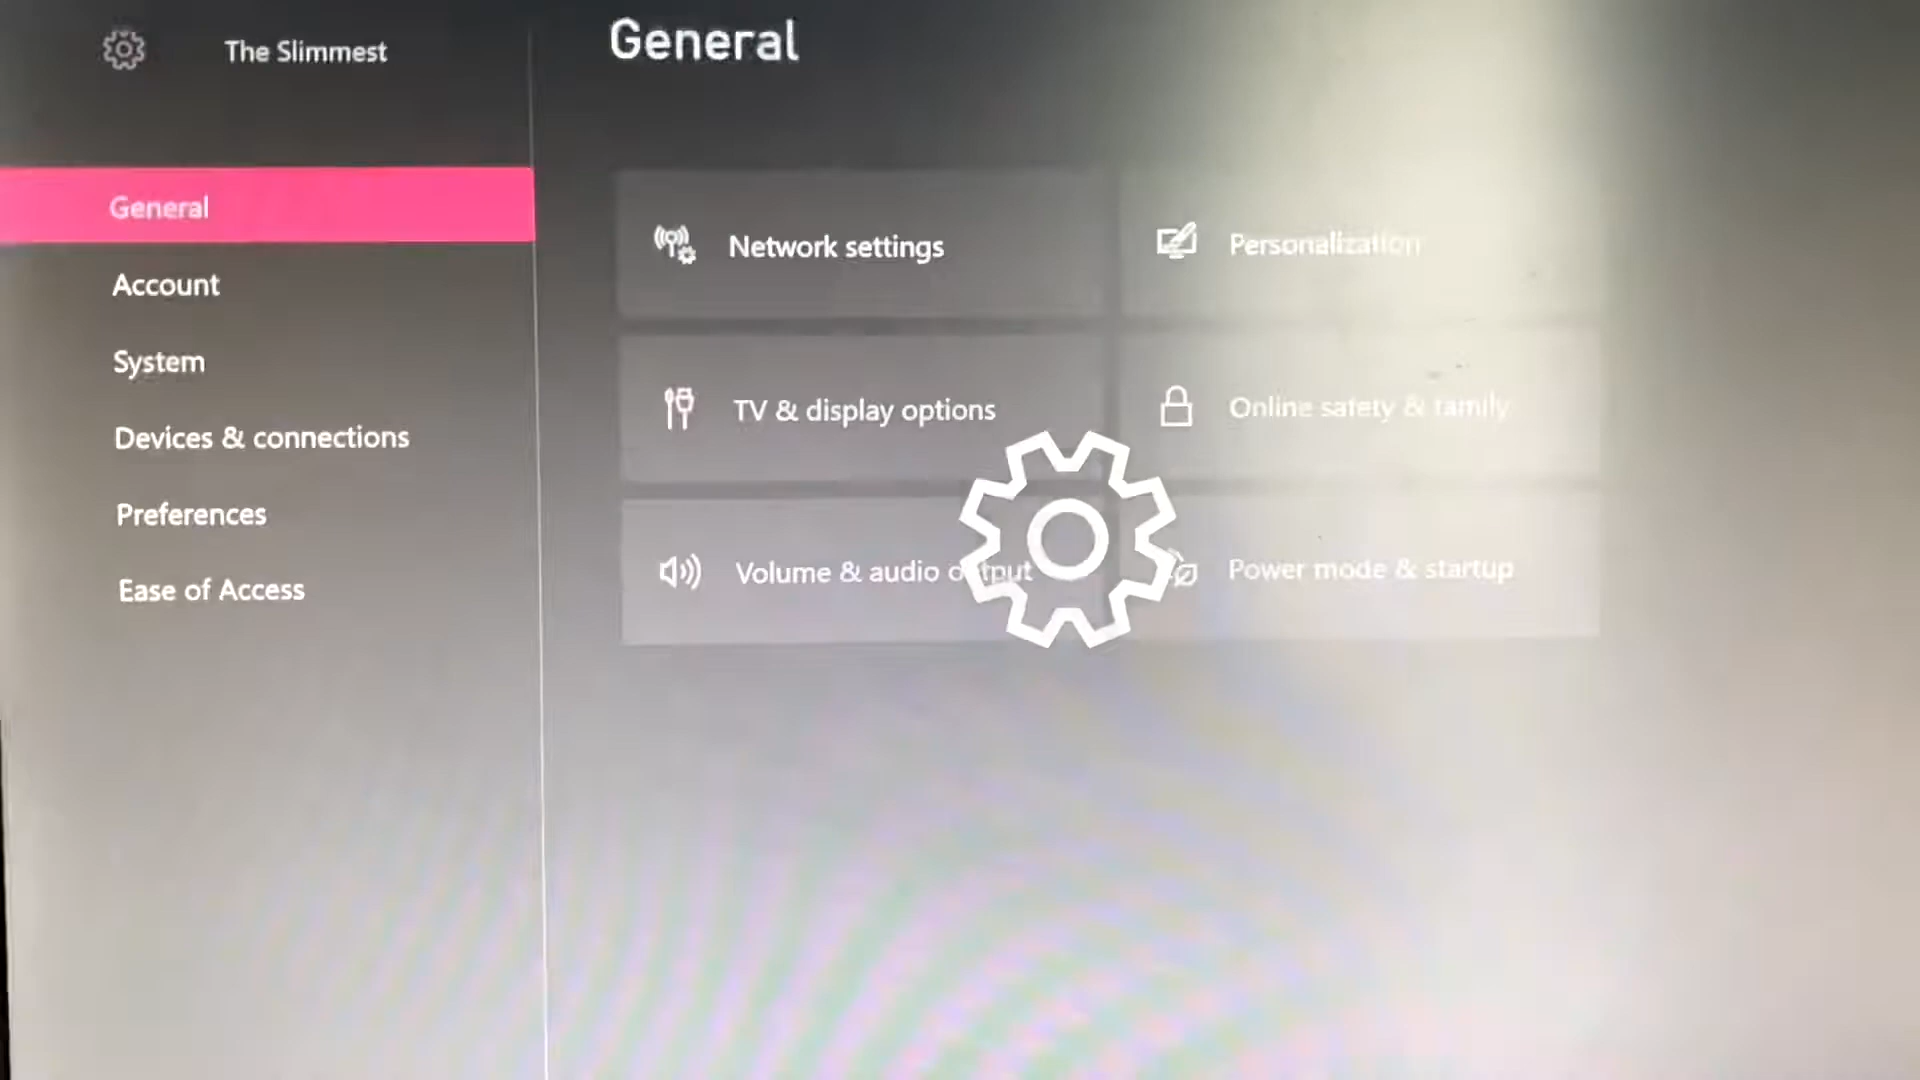 The Slimmest
General
Account
System
Devices & connections
Preferences
Ease of Access
General
Network settings
Personalization
TV & display options
Online safety & family
Volume & audio output
Power mode & startup